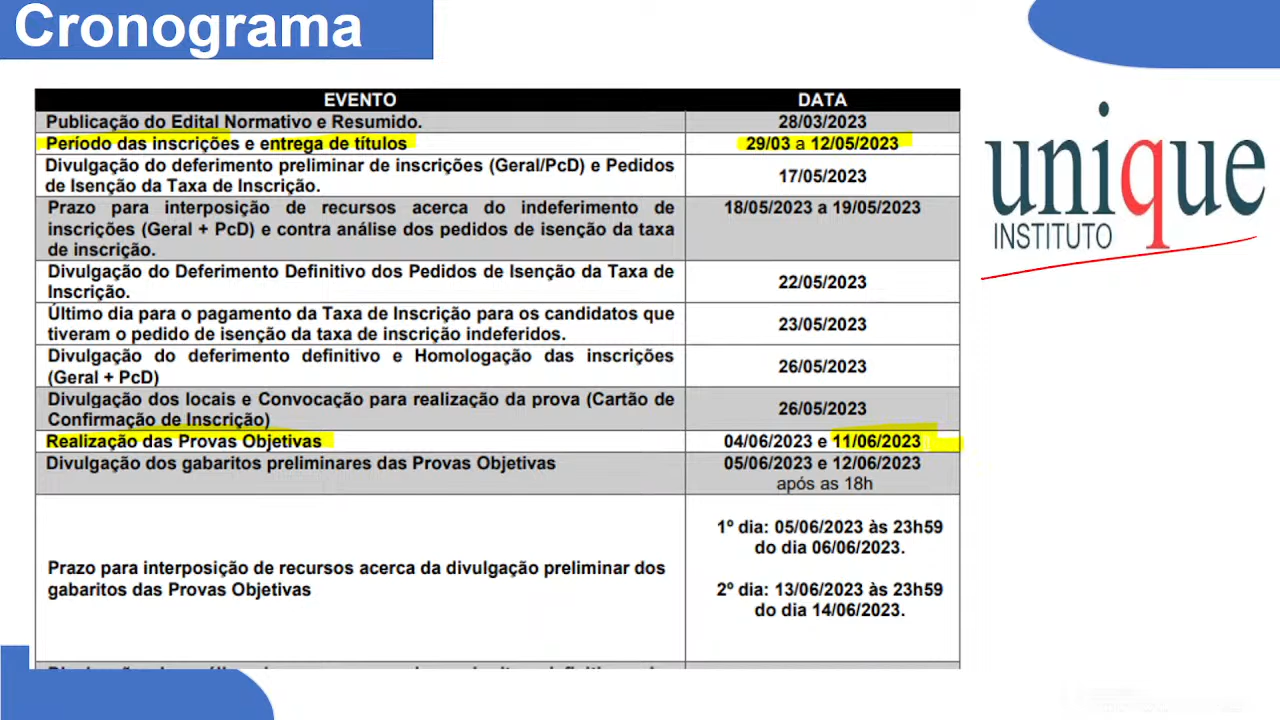 Cronograma
EVENTO DATA
Publicação do Edital Normativo e Resumido. 28/03/2023
Período das inscrições e entrega de títulos 29/03 a 12/05/2023
Divulgação do deferimento preliminar de inscrições (Geral/PcD) e Pedidos
de Isenção da Taxa de Inscrição.
17/05/2023
Prazo para interposição de recursos acerca do indeferimento de
inscrições (Geral + PcD) e contra análise dos pedidos de isenção da taxa
de inscrição.
18/05/2023 a 19/05/2023
Divulgação do Deferimento Definitivo dos Pedidos de Isenção da Taxa de
Inscrição.
22/05/2023
Último dia para o pagamento da Taxa de Inscrição para os candidatos que
tiveram o pedido de isenção da taxa de inscrição indeferidos.
23/05/2023
Divulgação do deferimento definitivo e Homologação das inscrições
(Geral + PcD)
26/05/2023
Divulgação dos locais e Convocação para realização da prova (Cartão de
Confirmação de Inscrição)
26/05/2023
Realização das Provas Objetivas 04/06/2023 e 11/06/2023
Divulgação dos gabaritos preliminares das Provas Objetivas 05/06/2023 e 12/06/2023
após as 18h
Prazo para interposição de recursos acerca da divulgação preliminar dos
gabaritos das Provas Objetivas
1º dia: 05/06/2023 às 23h59
do dia 06/06/2023.
2º dia: 13/06/2023 às 23h59
do dia 14/06/2023.
unique
INSTITUTO